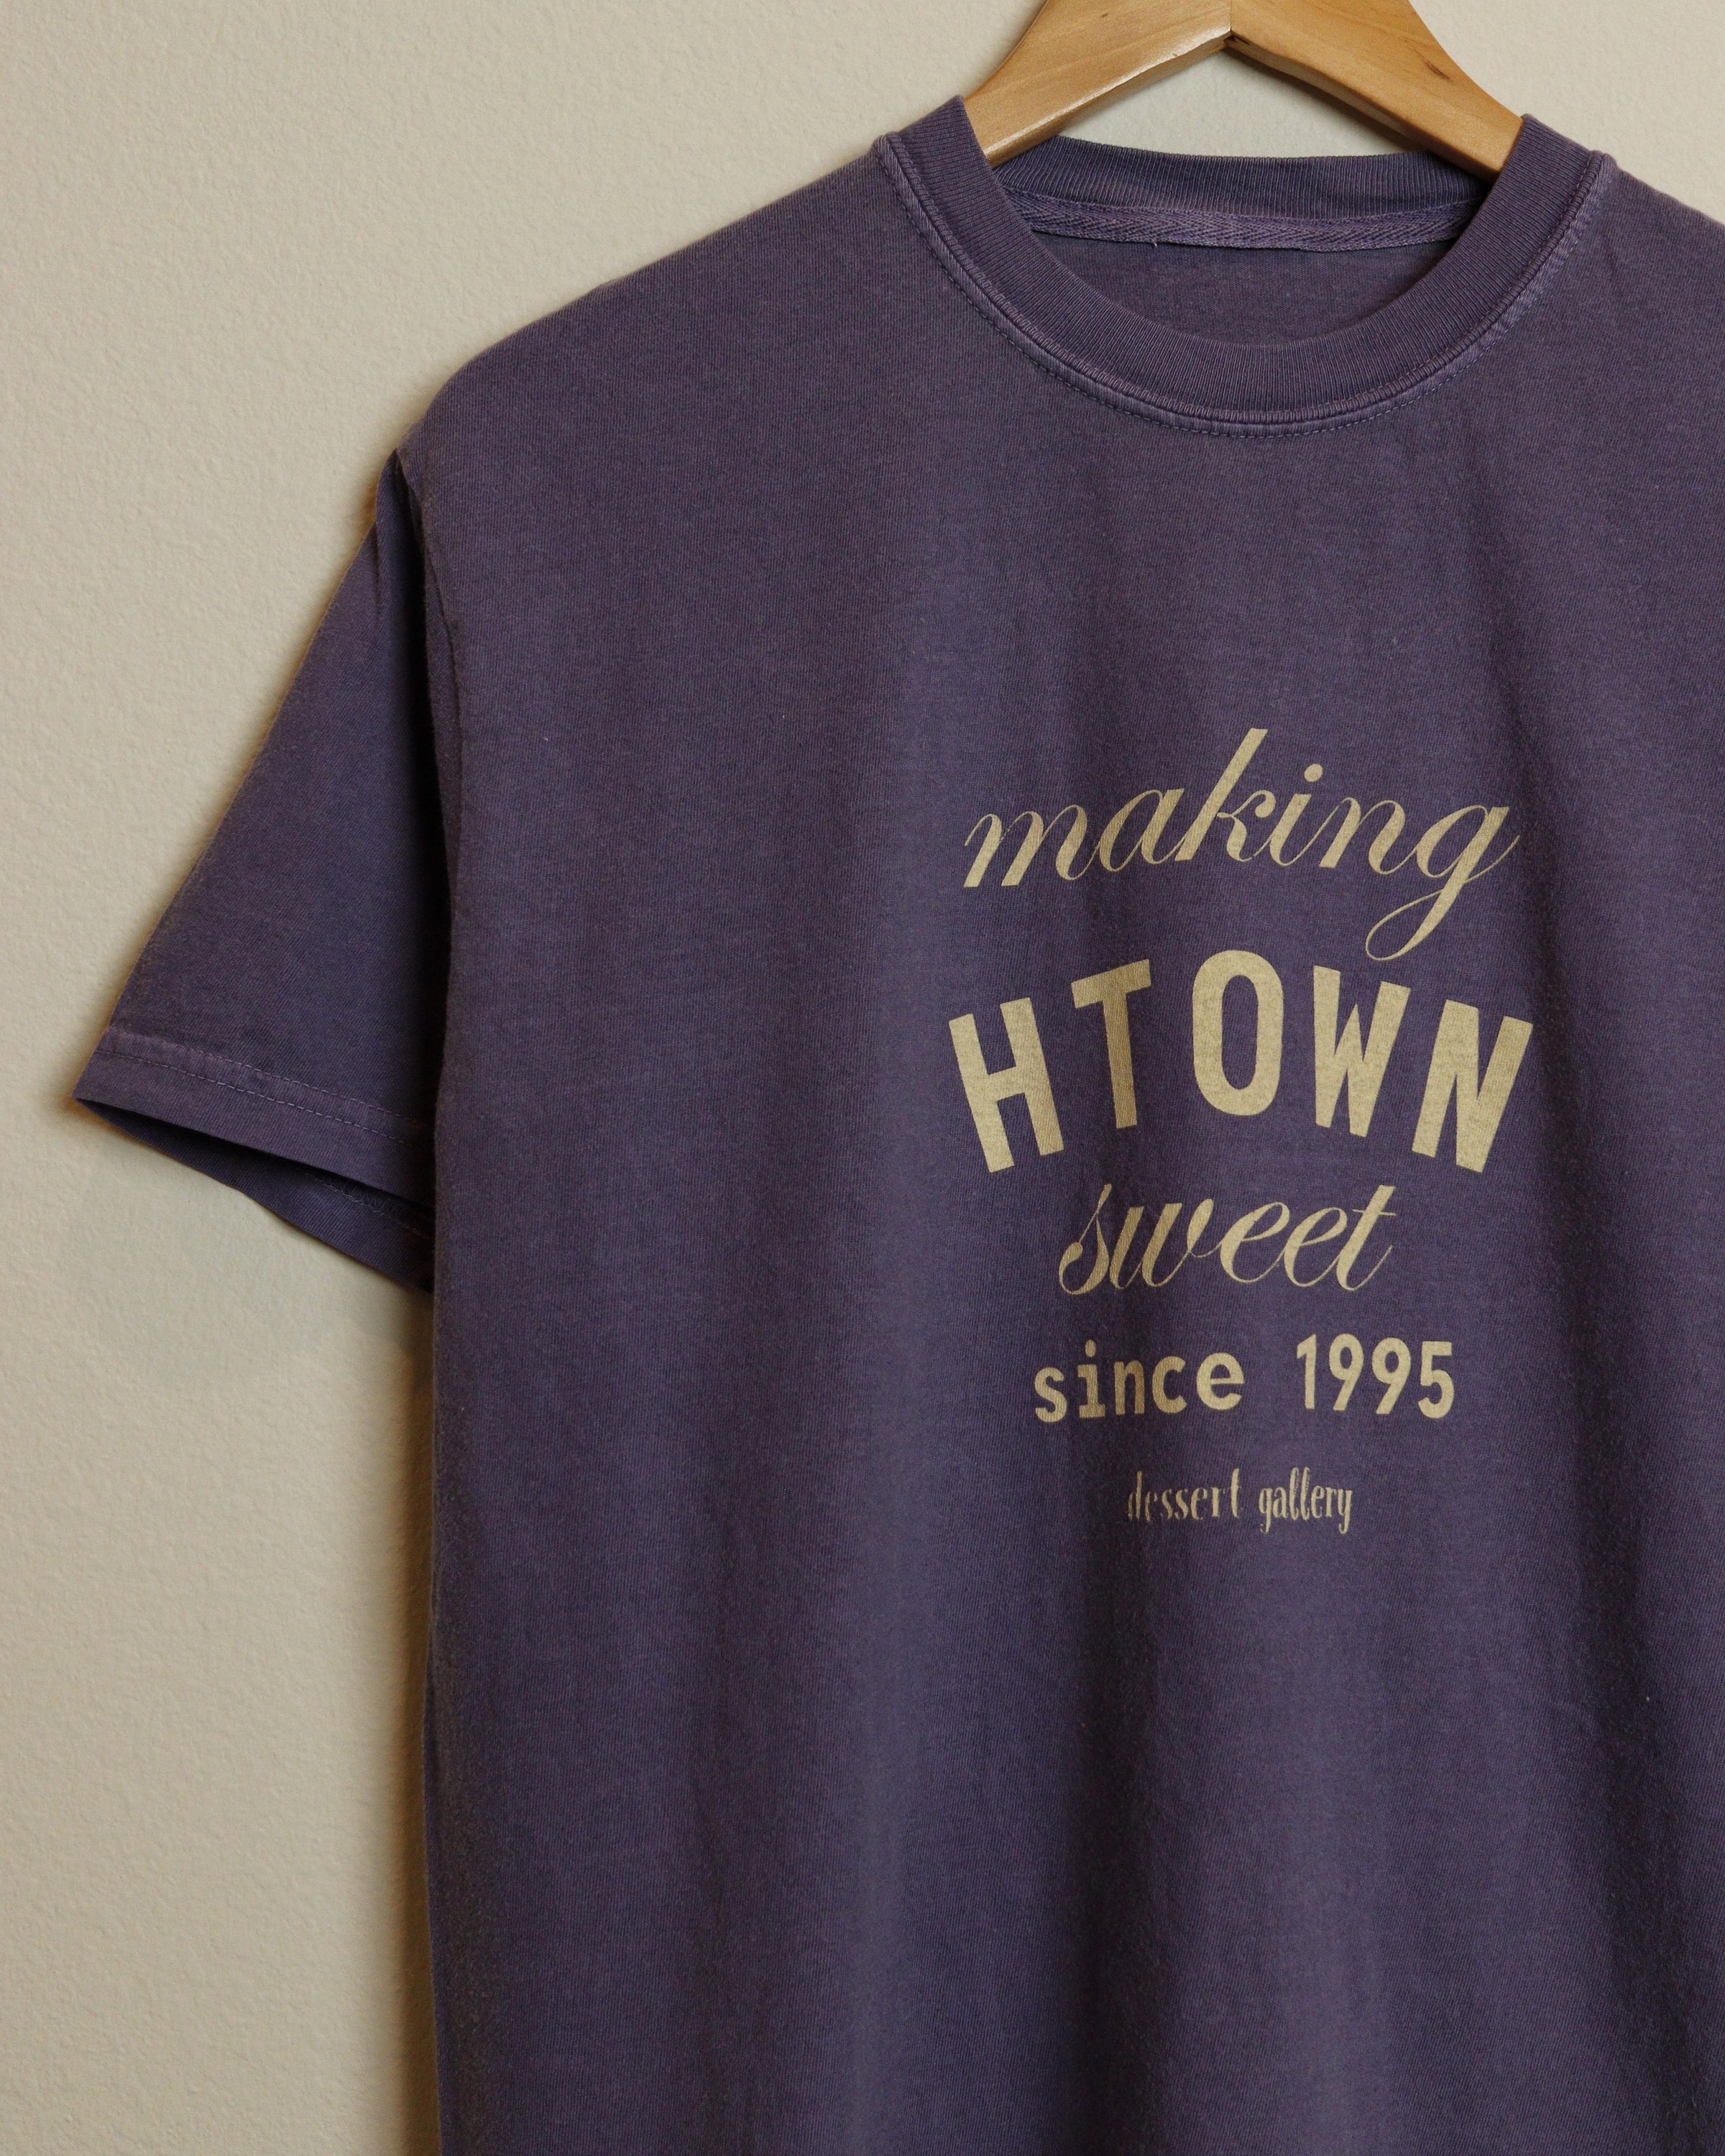 making
HTOWN
sweet
since 1995
dessert gallery